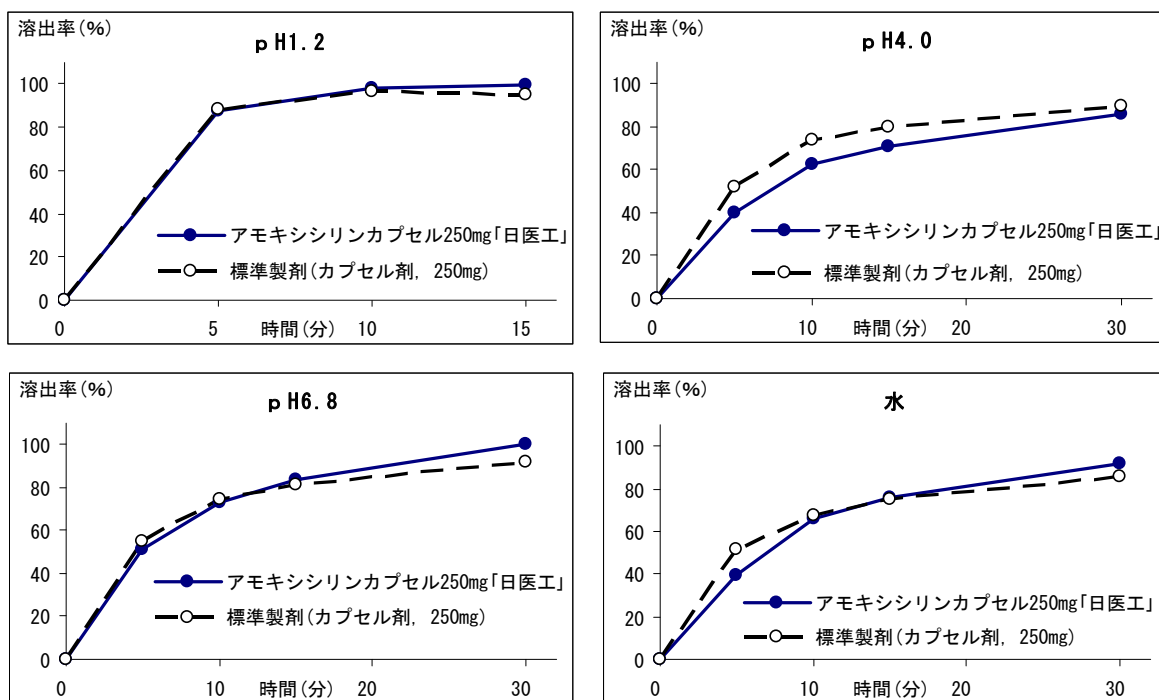 溶出率(%)
pH1.2
100
80
60
40
20
0
アモキシシリンカプセル250mg「日医工」
標準製剤(カプセル剤, 250mg)
0 5 時間(分) 10 15
溶出率(%)
pH4.0
100
80
60
40
20
0
アモキシシリンカプセル250mg「日医工」
標準製剤(カプセル剤, 250mg)
0 10 時間(分) 20 30
溶出率(%)
pH6.8
100
80
60
40
20
0
アモキシシリンカプセル250mg「日医工」
標準製剤(カプセル剤, 250mg)
0 10 時間(分) 20 30
溶出率(%)
水
100
80
60
40
20
0
アモキシシリンカプセル250mg「日医工」
標準製剤(カプセル剤, 250mg)
0 10 時間(分) 20 30